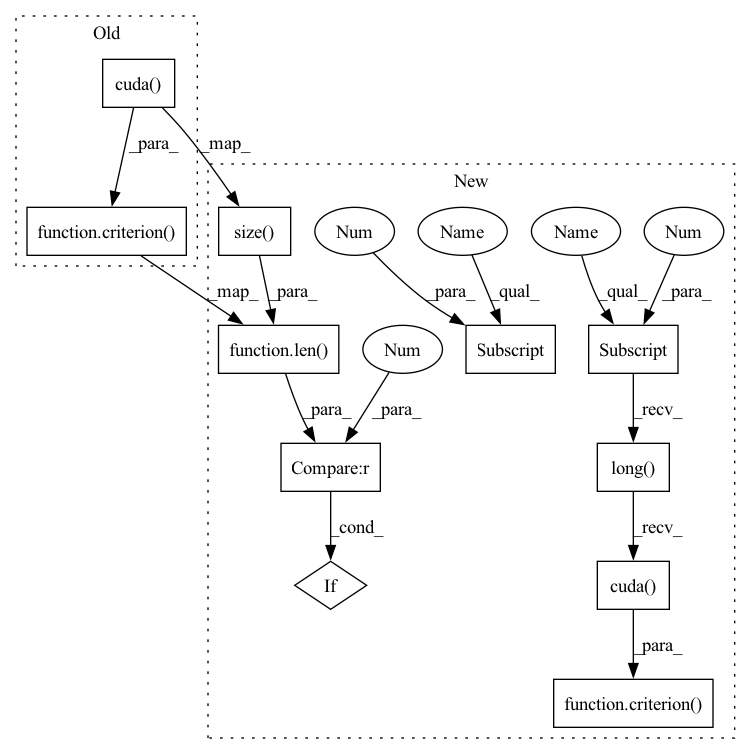 Old
cuda()
_para_
_map_
New
function.criterion()
size()
Num
Name
Name
Num
_map_
_para_
_para_
_qual_
_qual_
_para_
function.len()
Num
Subscript
Subscript
_para_
_para_
_recv_
Compare:r
long()
_cond_
_recv_
If
cuda()
_para_
function.criterion()